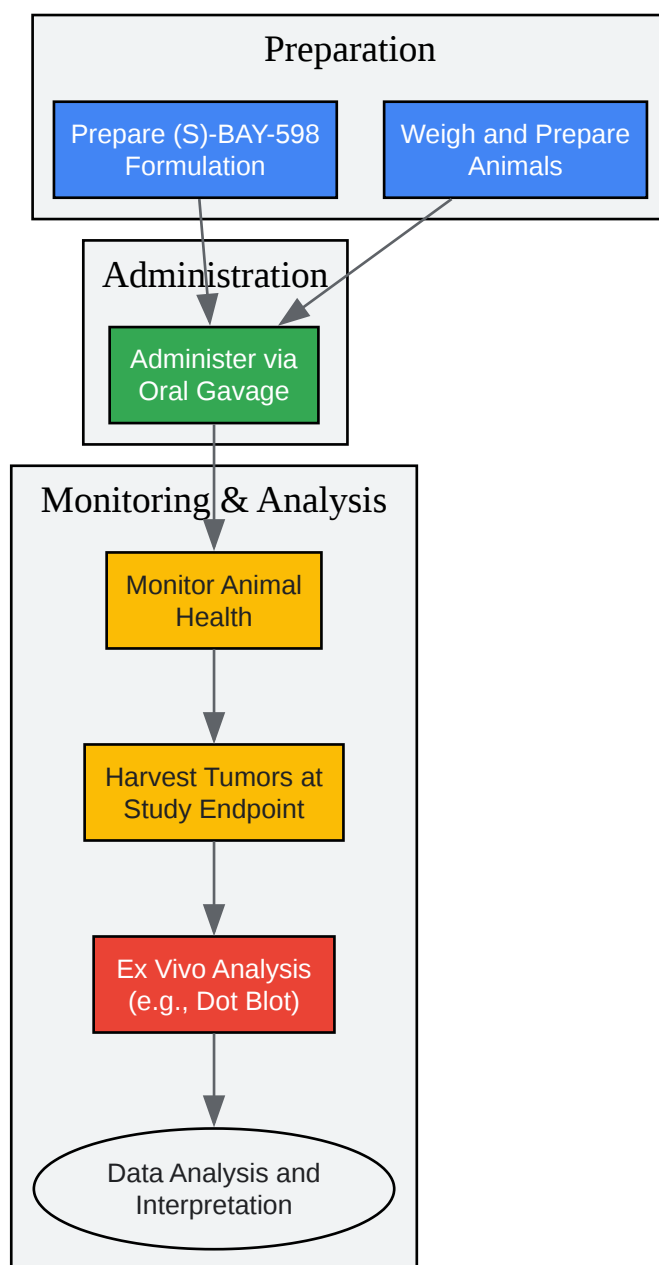 Preparation
Prepare (S)-BAY-598
Formulation
Weigh and Prepare
Animals
Administration
Administer via
Oral Gavage
Monitoring & Analysis
Monitor Animal
Health
Harvest Tumors at
Study Endpoint
Ex Vivo Analysis
(e.g., Dot Blot)
Data Analysis and
Interpretation